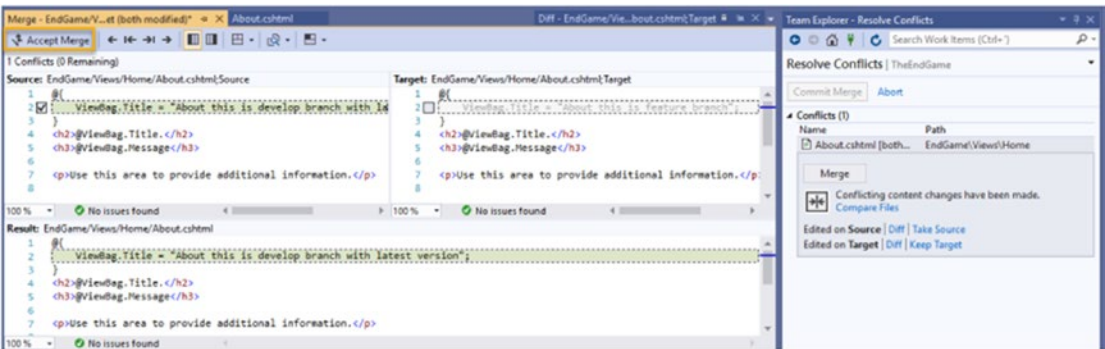 Merge - EndGame/V...et (both modified)* About.cshtml Diff - EndGame/Vie...bout.cshtml;Target
Accept Merge
1 Conflicts (0 Remaining)
Source: EndGame/Views/Home/About.cshtml;Source
1 @{
2 ViewBag.Title = "About this is develop branch with la
3 }
4 <h2>@ViewBag.Title.</h2>
5 <h3>@ViewBag.Message</h3>
6
7 <p>Use this area to provide additional information.</p>
8
100 % No issues found
Target: EndGame/Views/Home/About.cshtml;Target
1 @{
2 ViewBag.Title = "About this is feature branch";
3 }
4 <h2>@ViewBag.Title.</h2>
5 <h3>@ViewBag.Message</h3>
6
7 <p>Use this area to provide additional information.</p>
8
100 % No issues found
Result: EndGame/Views/Home/About.cshtml
1 @{
2 ViewBag.Title = "About this is develop branch with latest version";
3 }
4 <h2>@ViewBag.Title.</h2>
5 <h3>@ViewBag.Message</h3>
6
7 <p>Use this area to provide additional information.</p>
100 % No issues found
Team Explorer - Resolve Conflicts
Search Work Items (Ctrl+')
Resolve Conflicts | TheEndGame
Commit Merge Abort
Conflicts (1)
Name Path
About.cshtml [both... EndGame\Views\Home
Merge
Conflicting content changes have been made.
Compare Files
Edited on Source | Diff | Take Source
Edited on Target | Diff | Keep Target